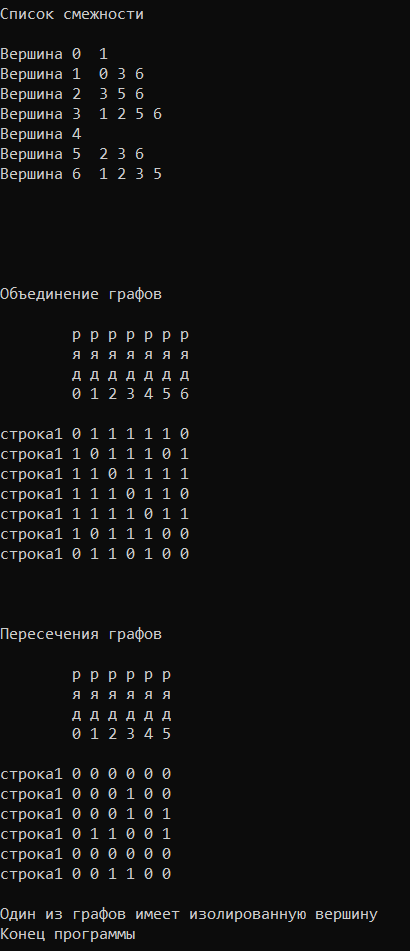 Список смежности
Вершина 0  1
Вершина 1  0 3 6
Вершина 2  3 5 6
Вершина 3  1 2 5 6
Вершина 4
Вершина 5  2 3 6
Вершина 6  1 2 3 5
Объединение графов
р р р р р р р
я я я я я я я
д д д д д д д
0 1 2 3 4 5 6
строка1 0 1 1 1 1 1 0
строка1 1 0 1 1 1 0 1
строка1 1 1 0 1 1 1 1
строка1 1 1 1 0 1 1 0
строка1 1 1 1 1 0 1 1
строка1 1 0 1 1 1 0 0
строка1 0 1 1 0 1 0 0
Пересечения графов
р р р р р р
я я я я я я
д д д д д д
0 1 2 3 4 5
строка1 0 0 0 0 0 0
строка1 0 0 0 1 0 0
строка1 0 0 0 1 0 1
строка1 0 1 1 0 0 1
строка1 0 0 0 0 0 0
строка1 0 0 1 1 0 0
Один из графов имеет изолированную вершину
Конец программы